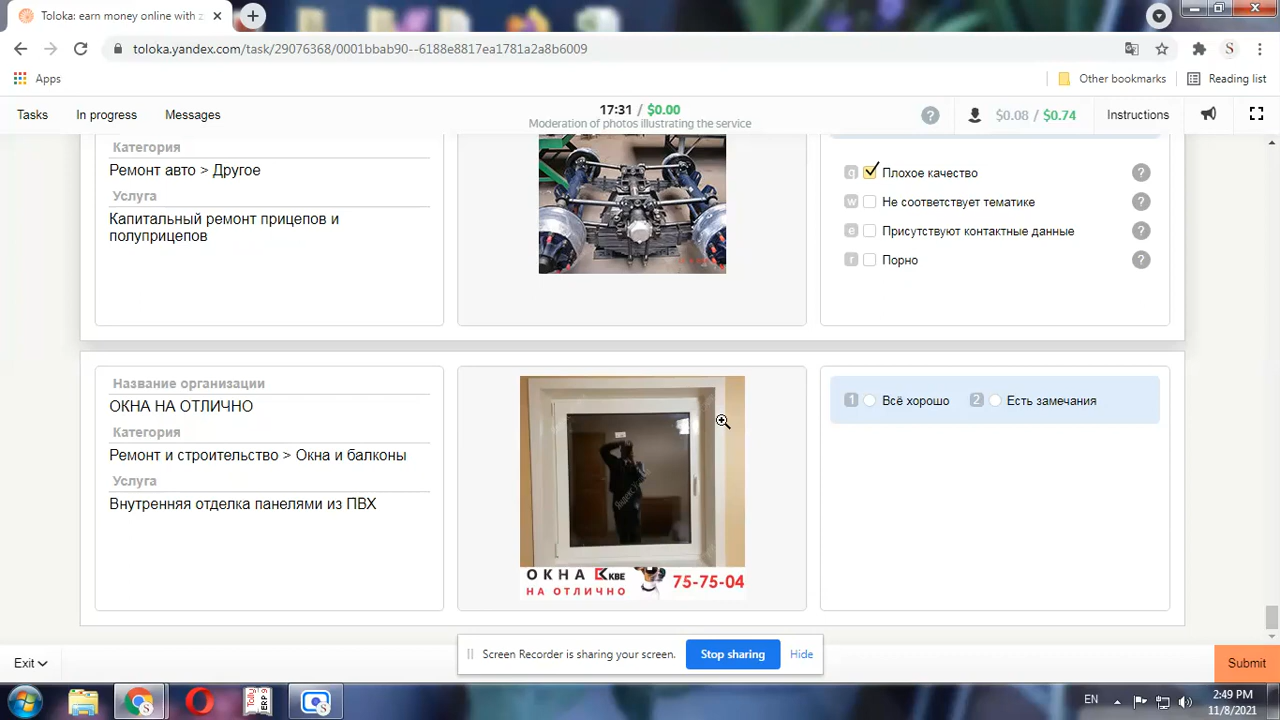 Toloka: earn money online with z
toloka.yandex.com/task/29076368/0001bbab90--6188e8817ea1781a2a8b6009
S
Apps
Other bookmarks
Reading list
Tasks
In progress
Messages
17:31 / $0.00
Moderation of photos illustrating the service
?
$0.08 / $0.74
Instructions
Категория
Ремонт авто > Другое
Услуга
Капитальный ремонт прицепов и
полуприцепов
q Плохое качество ?
w Не соответствует тематике ?
e Присутствуют контактные данные ?
r Порно ?
Название организации
ОКНА НА ОТЛИЧНО
Категория
Ремонт и строительство > Окна и балконы
Услуга
Внутренняя отделка панелями из ПВХ
ОКНА KBE
НА ОТЛИЧНО
75-75-04
1 Всё хорошо 2 Есть замечания
Screen Recorder is sharing your screen. Stop sharing Hide
Exit
Submit
EN
2:49 PM
11/8/2021